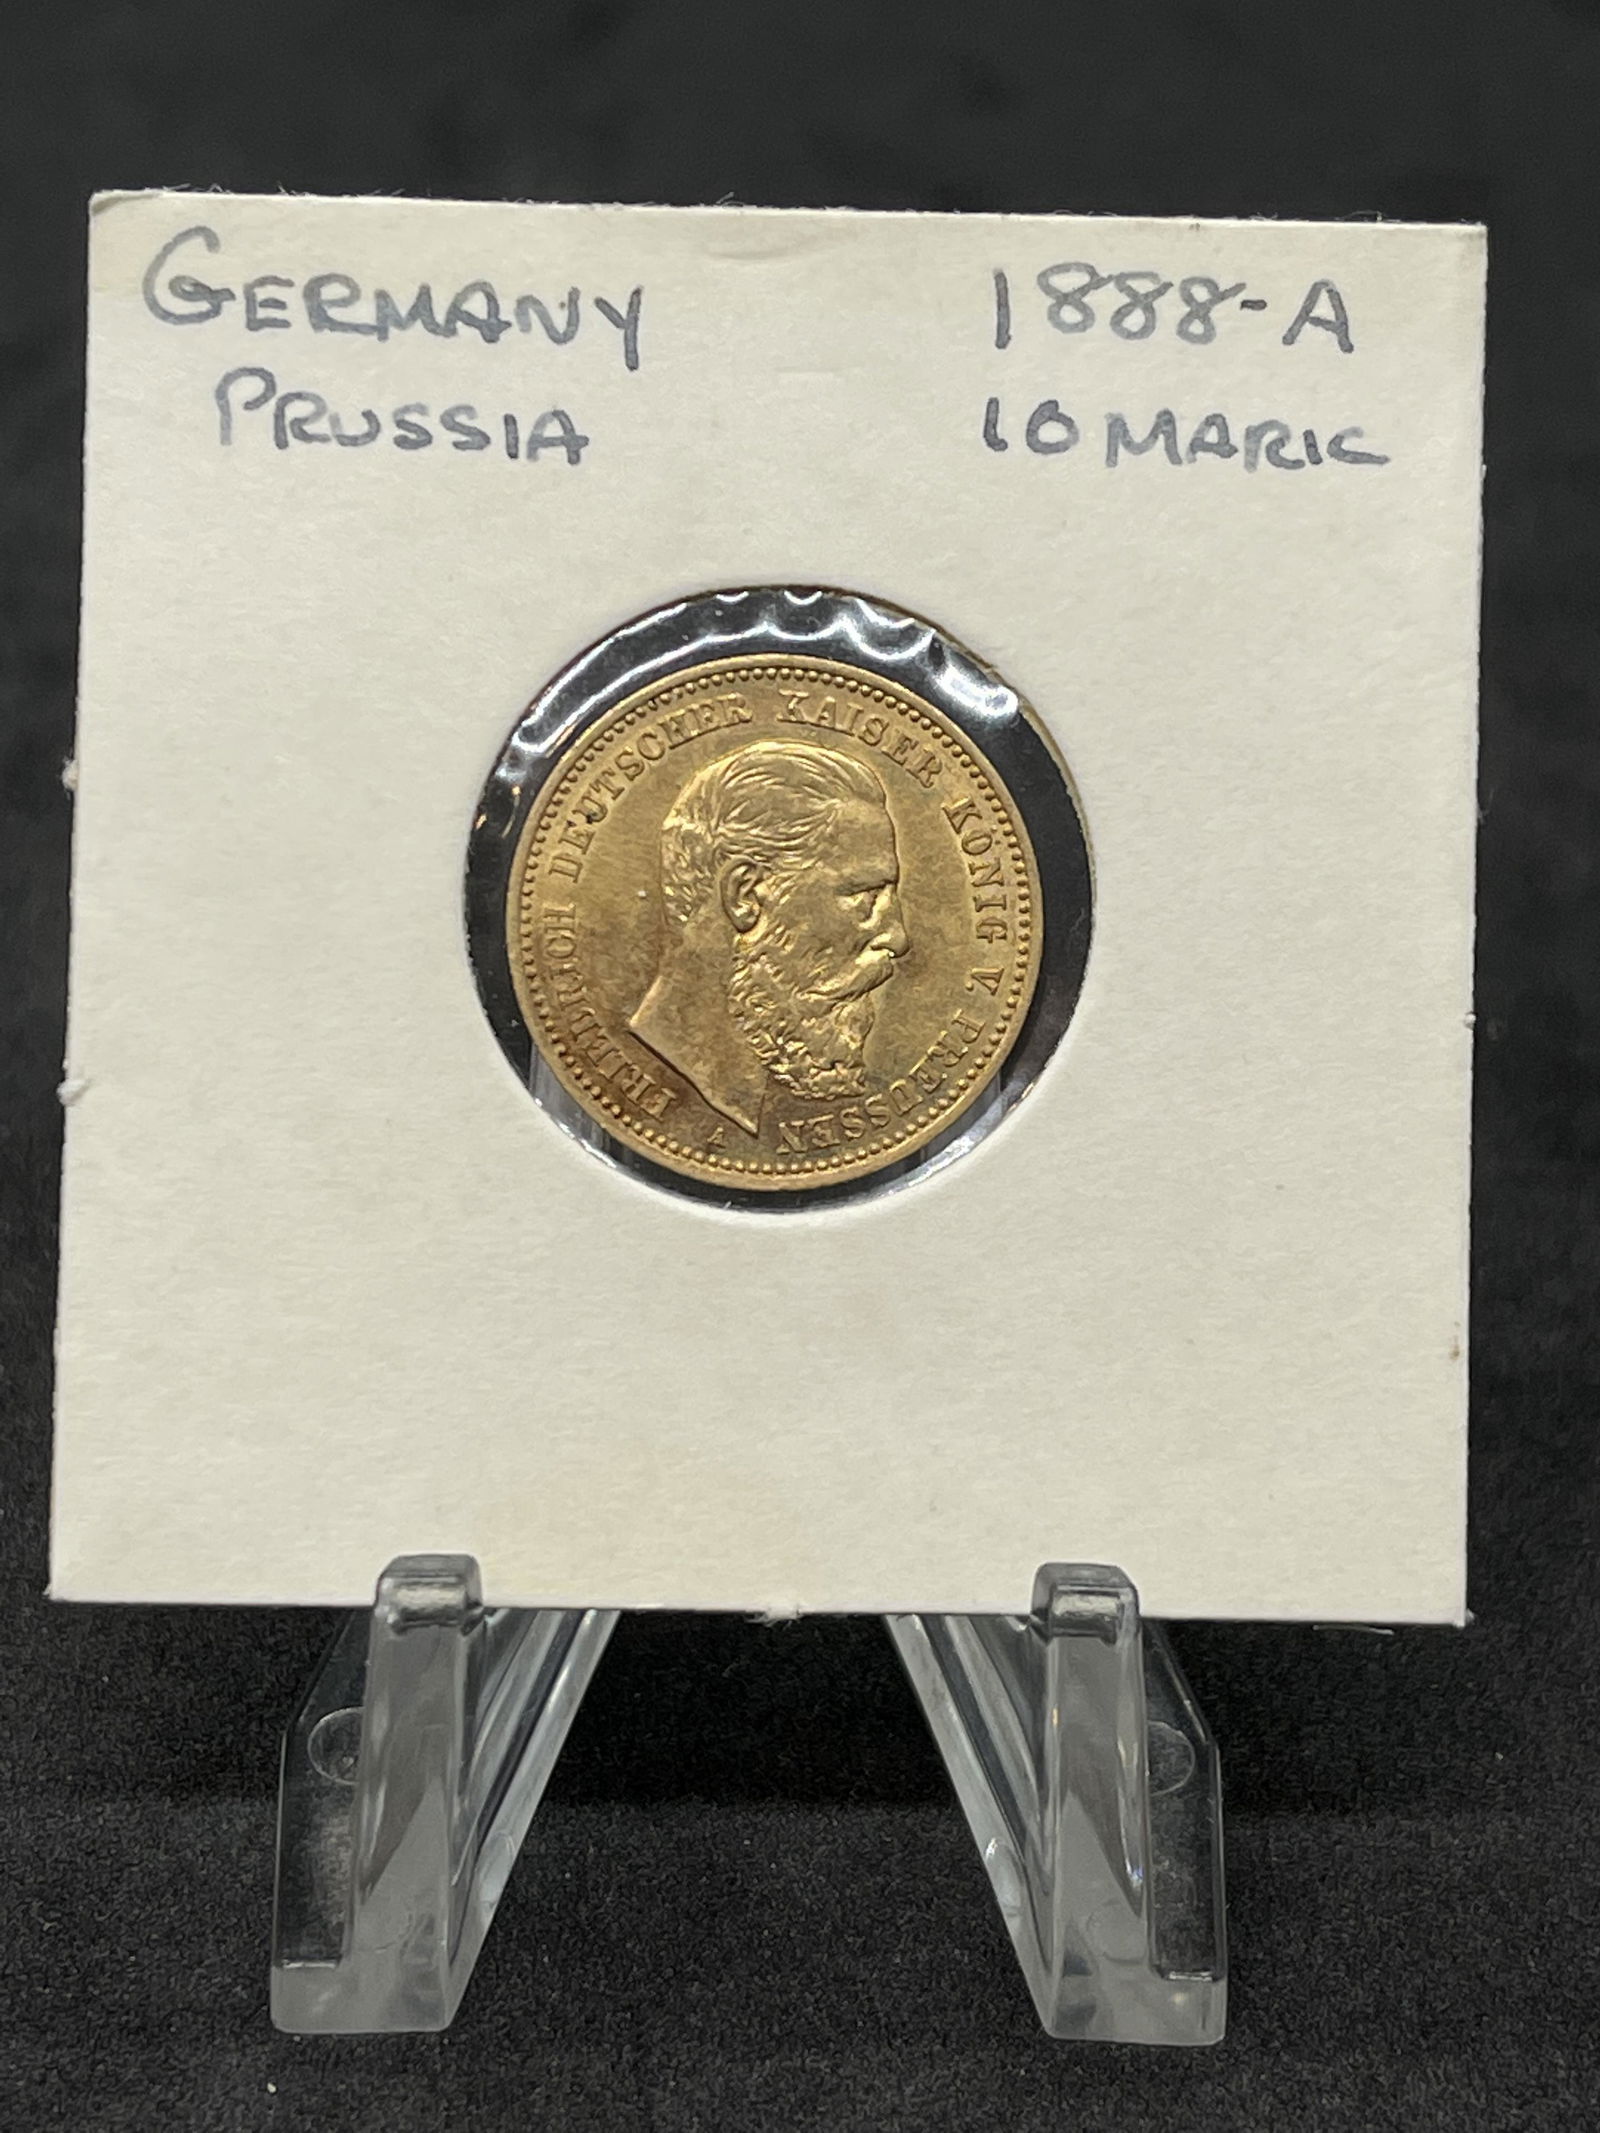 GERMANY
PRUSSIA
1888-A
10 MARK
FRIEDRICH DEUTSCHER KAISER KÖNIG V. PREUSSEN
A